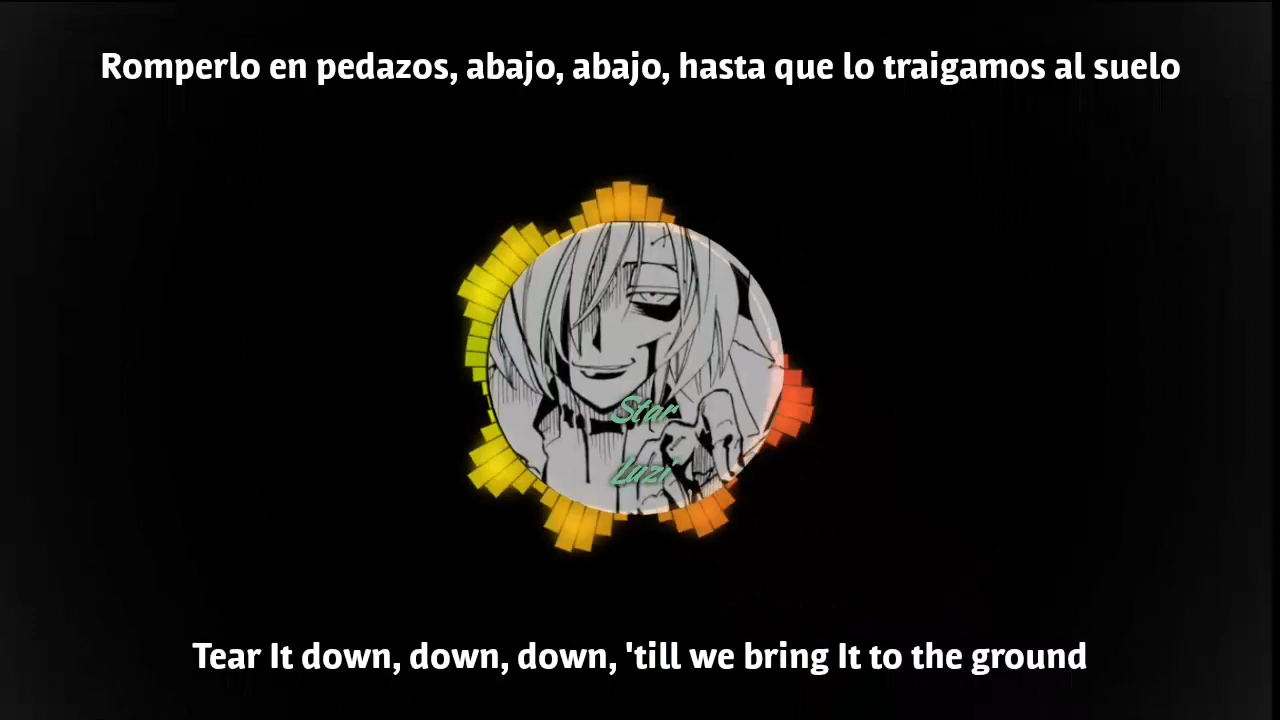 Romperlo en pedazos, abajo, abajo, hasta que lo traigamos al suelo
Star
Luzi
Tear It down, down, down, 'till we bring It to the ground